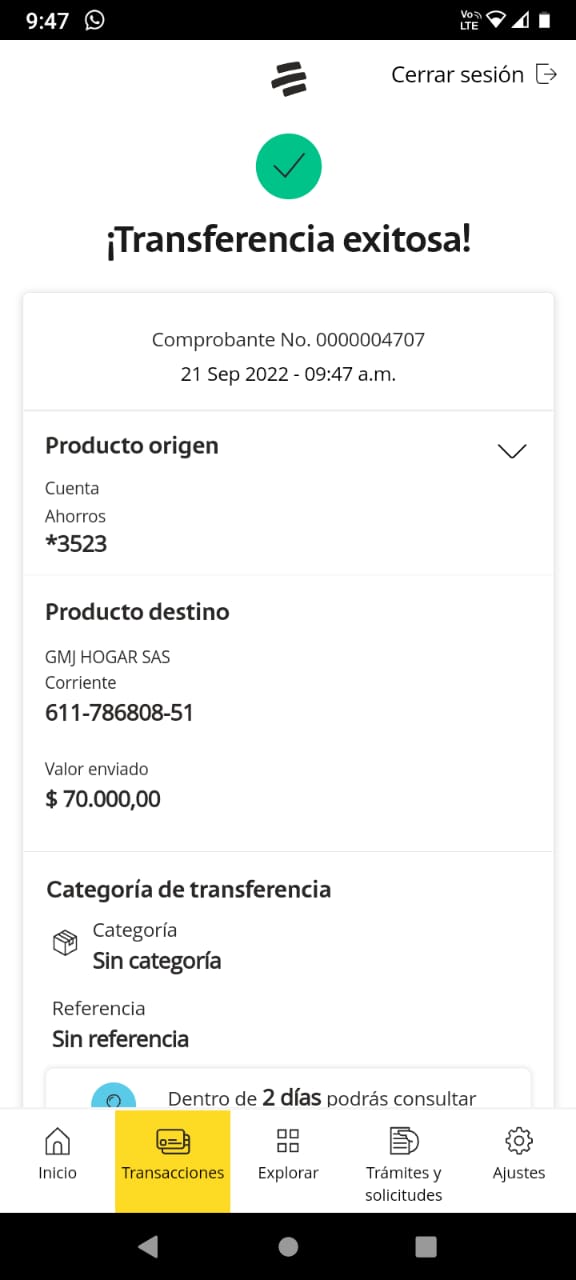 9:47
Vo
LTE
Cerrar sesión
¡Transferencia exitosa!
Comprobante No. 0000004707
21 Sep 2022 - 09:47 a.m.
Producto origen
Cuenta
Ahorros
*3523
Producto destino
GMJ HOGAR SAS
Corriente
611-786808-51
Valor enviado
$ 70.000,00
Categoría de transferencia
Categoría
Sin categoría
Referencia
Sin referencia
Dentro de 2 días podrás consultar
Inicio
Transacciones
Explorar
Trámites y
solicitudes
Ajustes